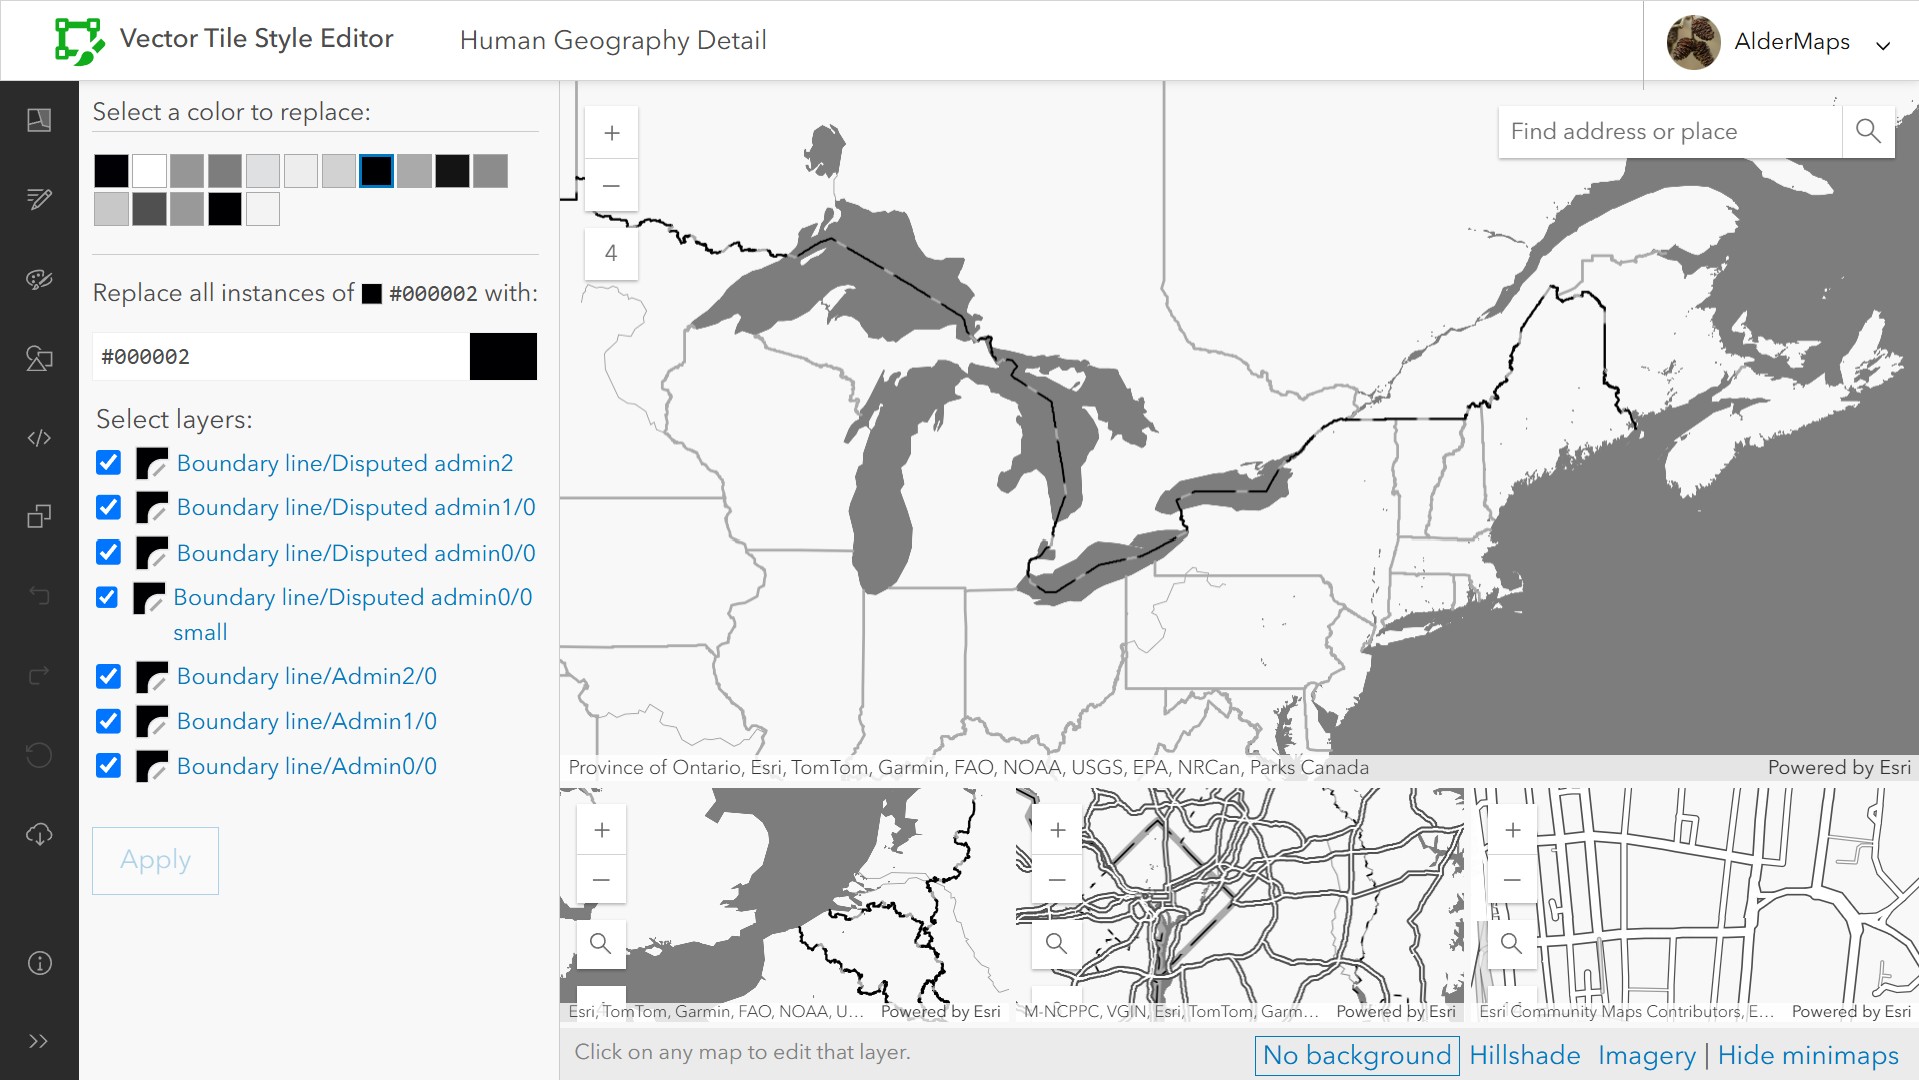 Vector Tile Style Editor
Human Geography Detail
AlderMaps
Select a color to replace:
Replace all instances of #000002 with:
#000002
Select layers:
Boundary line/Disputed admin2
Boundary line/Disputed admin1/0
Boundary line/Disputed admin0/0
Boundary line/Disputed admin0/0
small
Boundary line/Admin2/0
Boundary line/Admin1/0
Boundary line/Admin0/0
Apply
+
−
4
Find address or place
Province of Ontario, Esri, TomTom, Garmin, FAO, NOAA, USGS, EPA, NRCan, Parks Canada
Powered by Esri
+
−
Esri, TomTom, Garmin, FAO, NOAA, U...
Powered by Esri
+
−
M-NCPPC, VGIN, Esri, TomTom, Garm...
Powered by Esri
+
−
Esri Community Maps Contributors, E...
Powered by Esri
Click on any map to edit that layer.
No background Hillshade Imagery | Hide minimaps